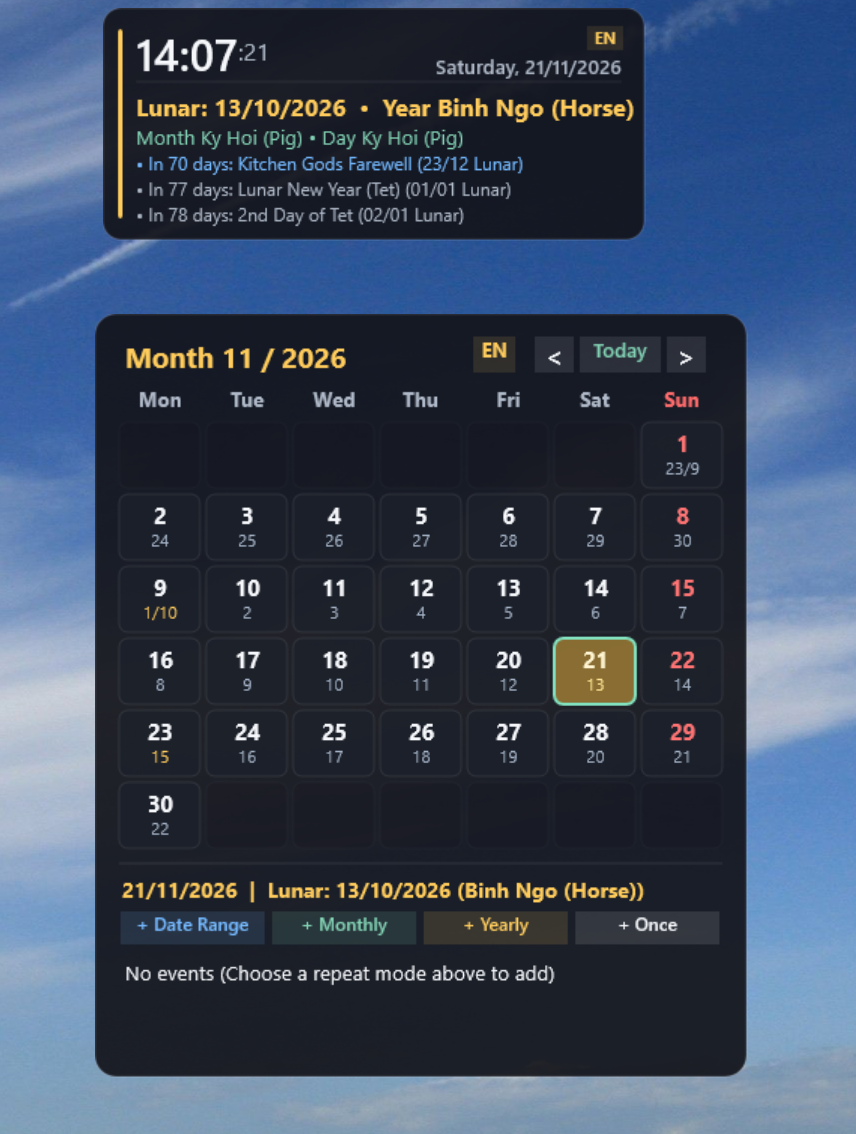 EN
14:07:21
Saturday, 21/11/2026
Lunar: 13/10/2026 • Year Binh Ngo (Horse)
Month Ky Hoi (Pig) • Day Ky Hoi (Pig)
• In 70 days: Kitchen Gods Farewell (23/12 Lunar)
• In 77 days: Lunar New Year (Tet) (01/01 Lunar)
• In 78 days: 2nd Day of Tet (02/01 Lunar)
Month 11 / 2026 EN < Today >
Mon Tue Wed Thu Fri Sat Sun
1
23/9
2 3 4 5 6 7 8
24 25 26 27 28 29 30
9 10 11 12 13 14 15
1/10 2 3 4 5 6 7
16 17 18 19 20 21 22
8 9 10 11 12 13 14
23 24 25 26 27 28 29
15 16 17 18 19 20 21
30
22
21/11/2026 | Lunar: 13/10/2026 (Binh Ngo (Horse))
+ Date Range + Monthly + Yearly + Once
No events (Choose a repeat mode above to add)